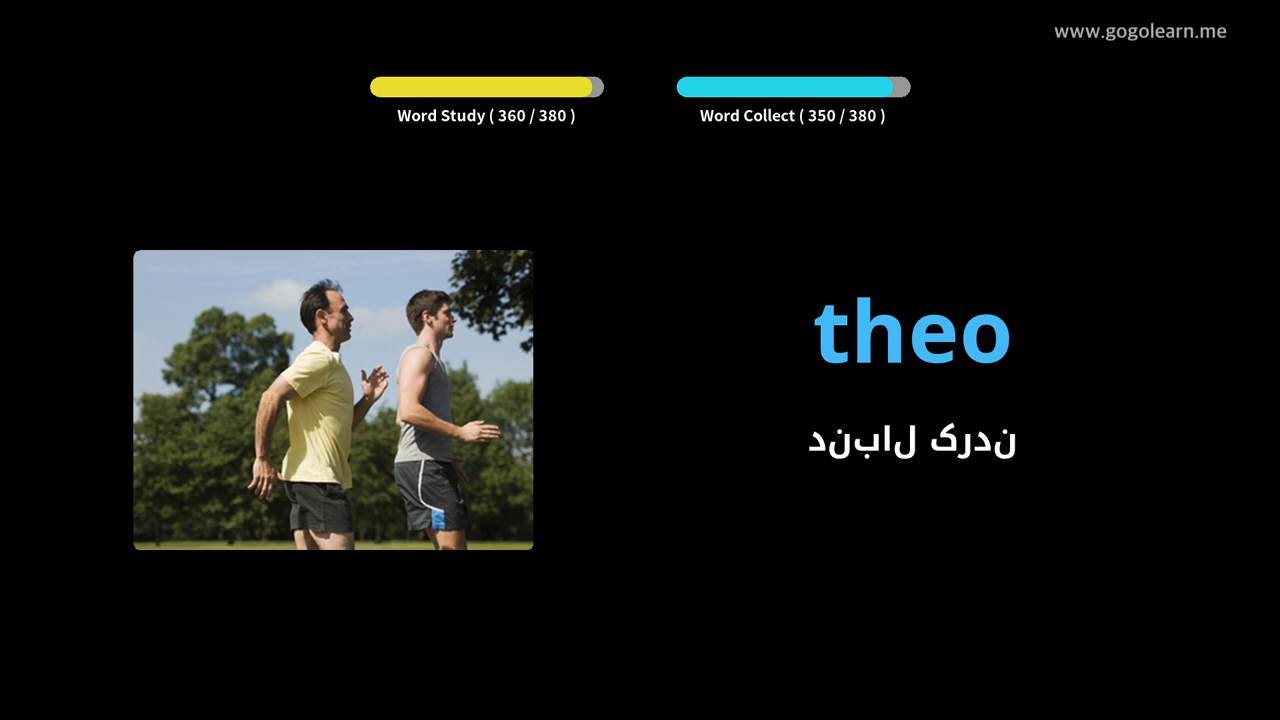 www.gogolearn.me
Word Study ( 360 / 380 )
Word Collect ( 350 / 380 )
theo
دنبال کردن